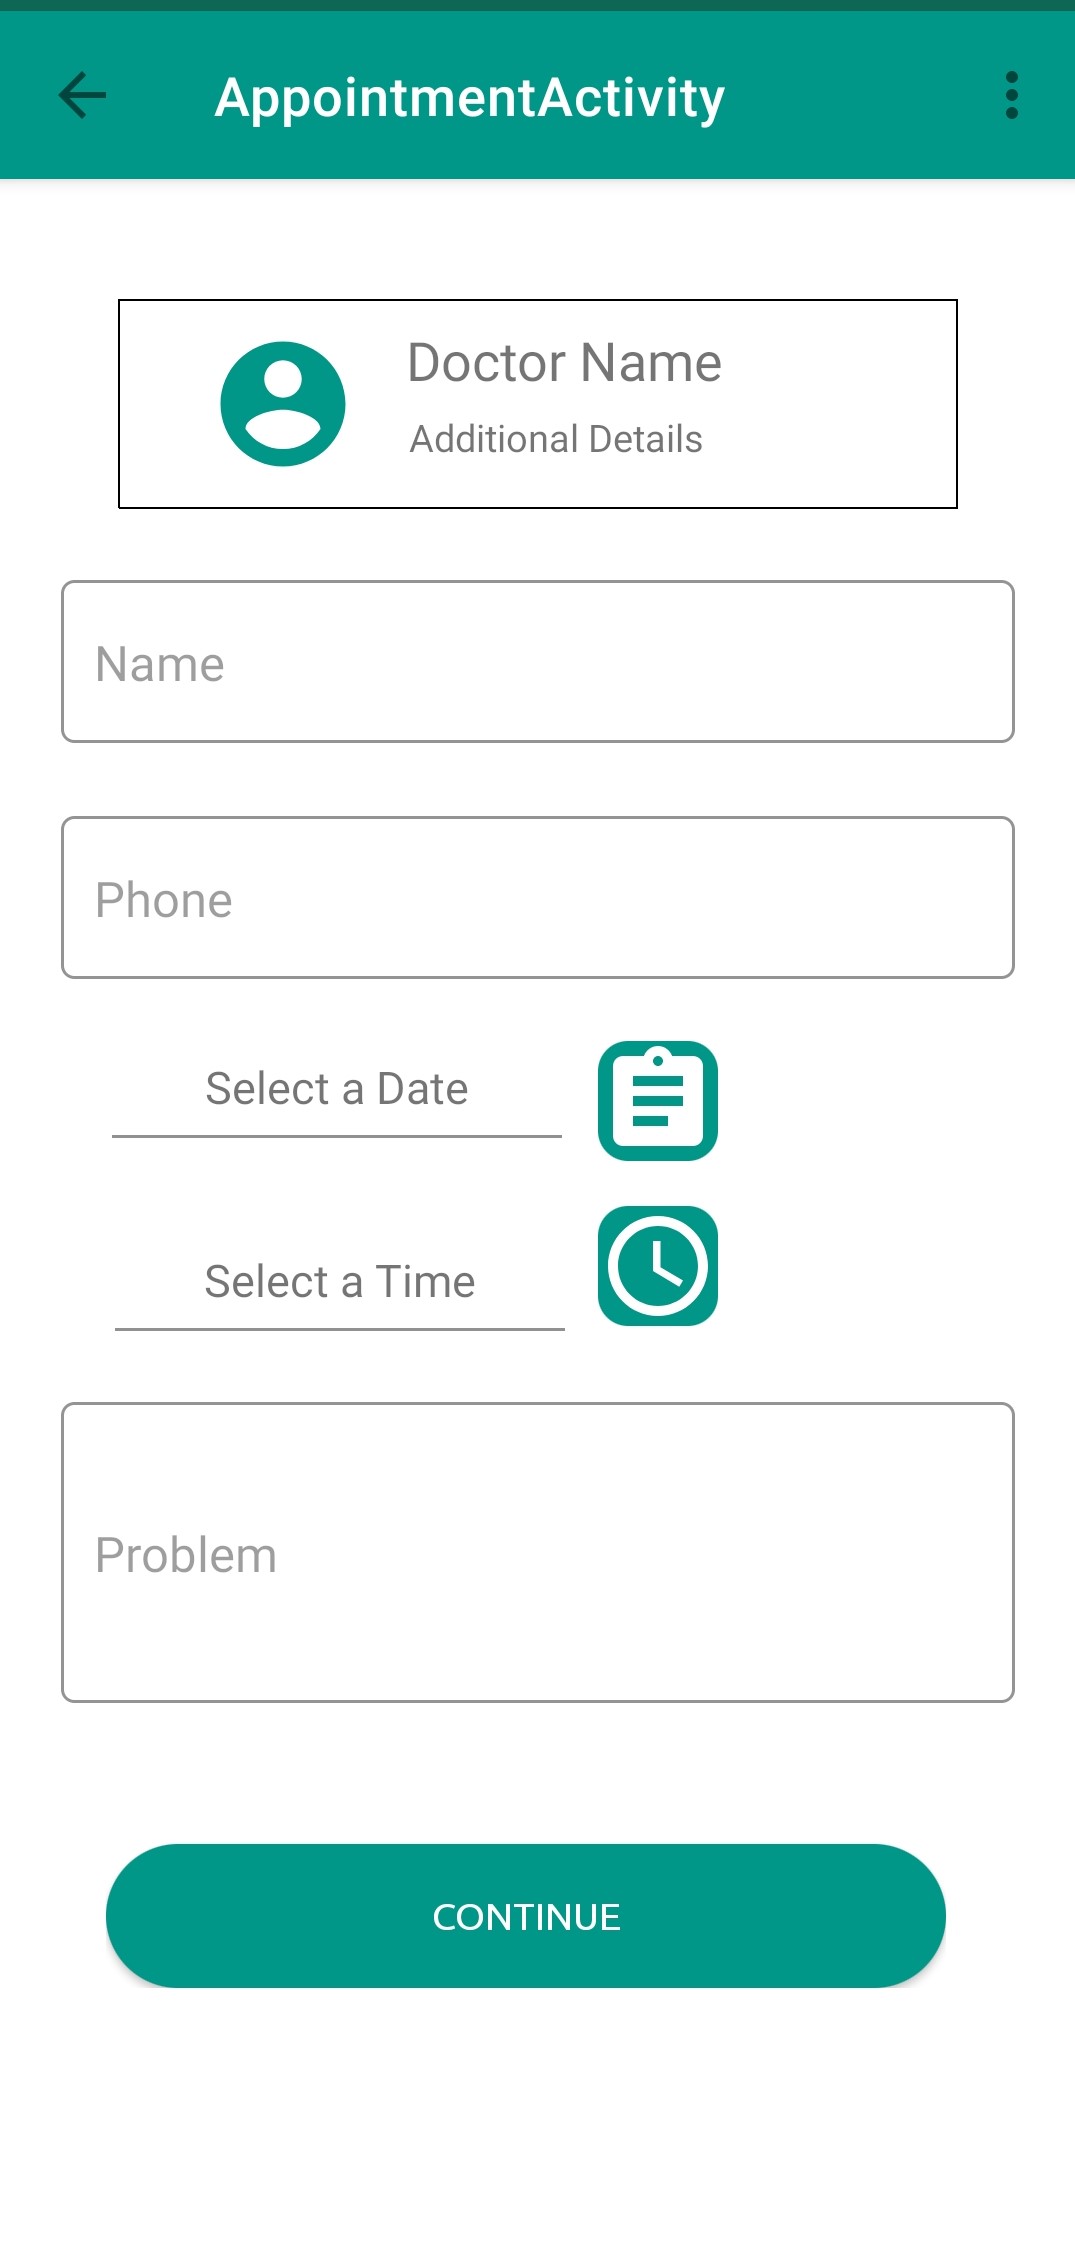 AppointmentActivity
Doctor Name
Additional Details
Name
Phone
Select a Date
Select a Time
Problem
CONTINUE